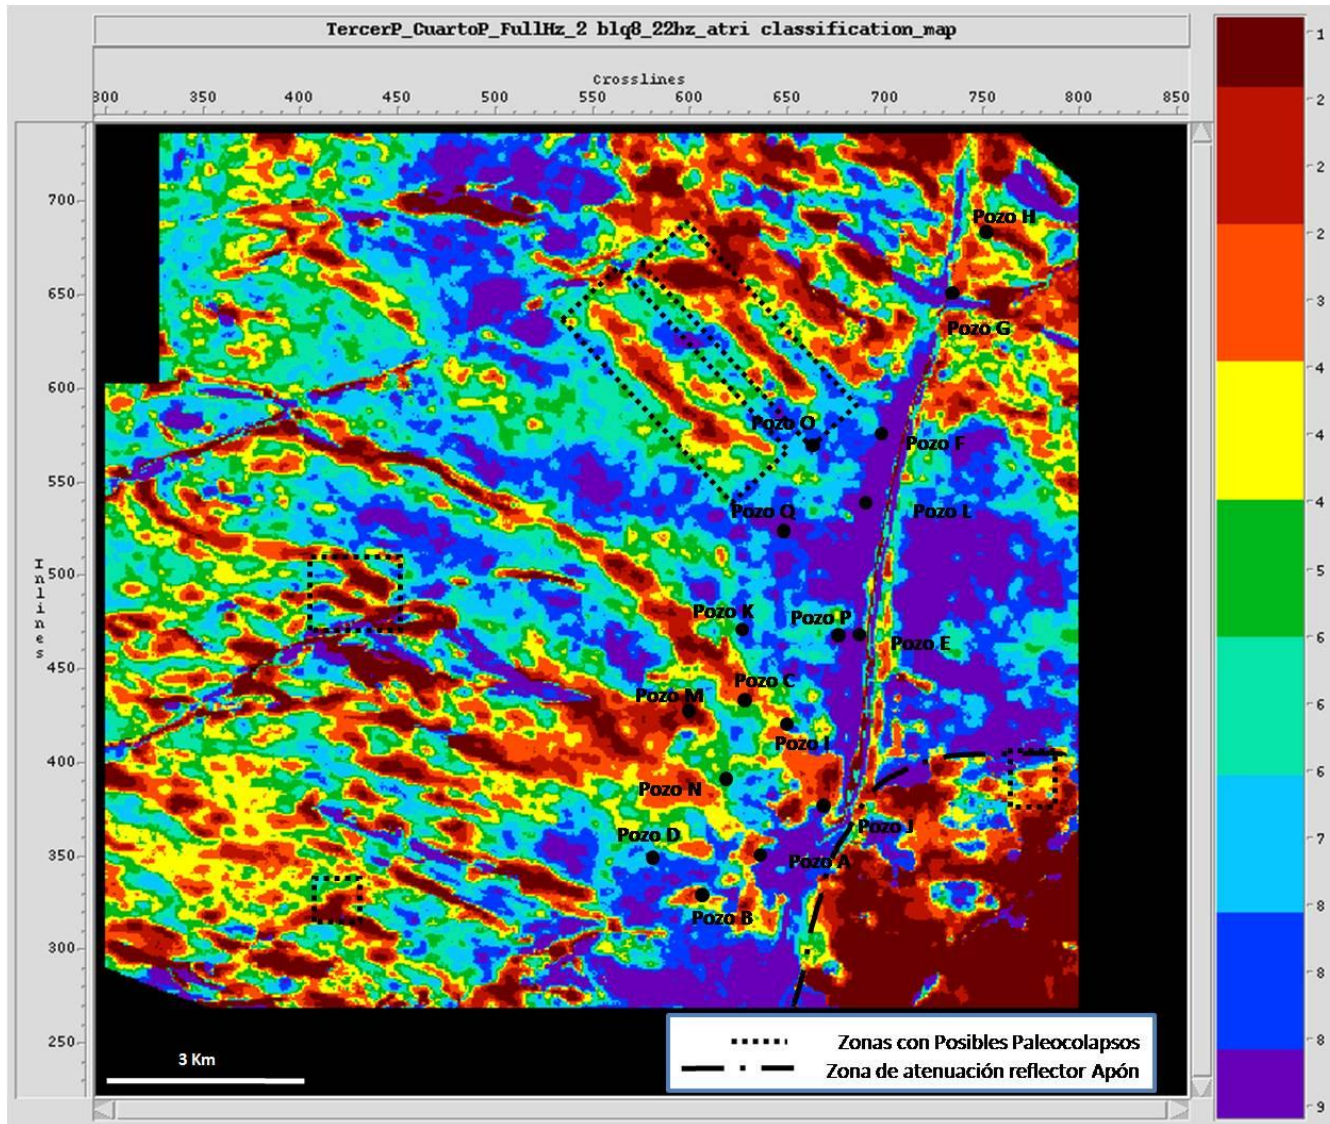 TercerP_CuartoP_FullHz_2 blq8_22hz_atri classification_map
Crosslines
300 350 400 450 500 550 600 650 700 750 800 850
Inlines
700
650
600
550
500
450
400
350
300
250
Pozo H
Pozo G
Pozo O
Pozo F
Pozo Q
Pozo L
Pozo K
Pozo P
Pozo E
Pozo C
Pozo M
Pozo I
Pozo N
Pozo D
Pozo J
Pozo A
Pozo B
Zonas con Posibles Paleocolapsos
Zona de atenuación reflector Apón
3 Km
1
2
2
2
3
4
4
4
5
6
6
6
7
8
8
8
9